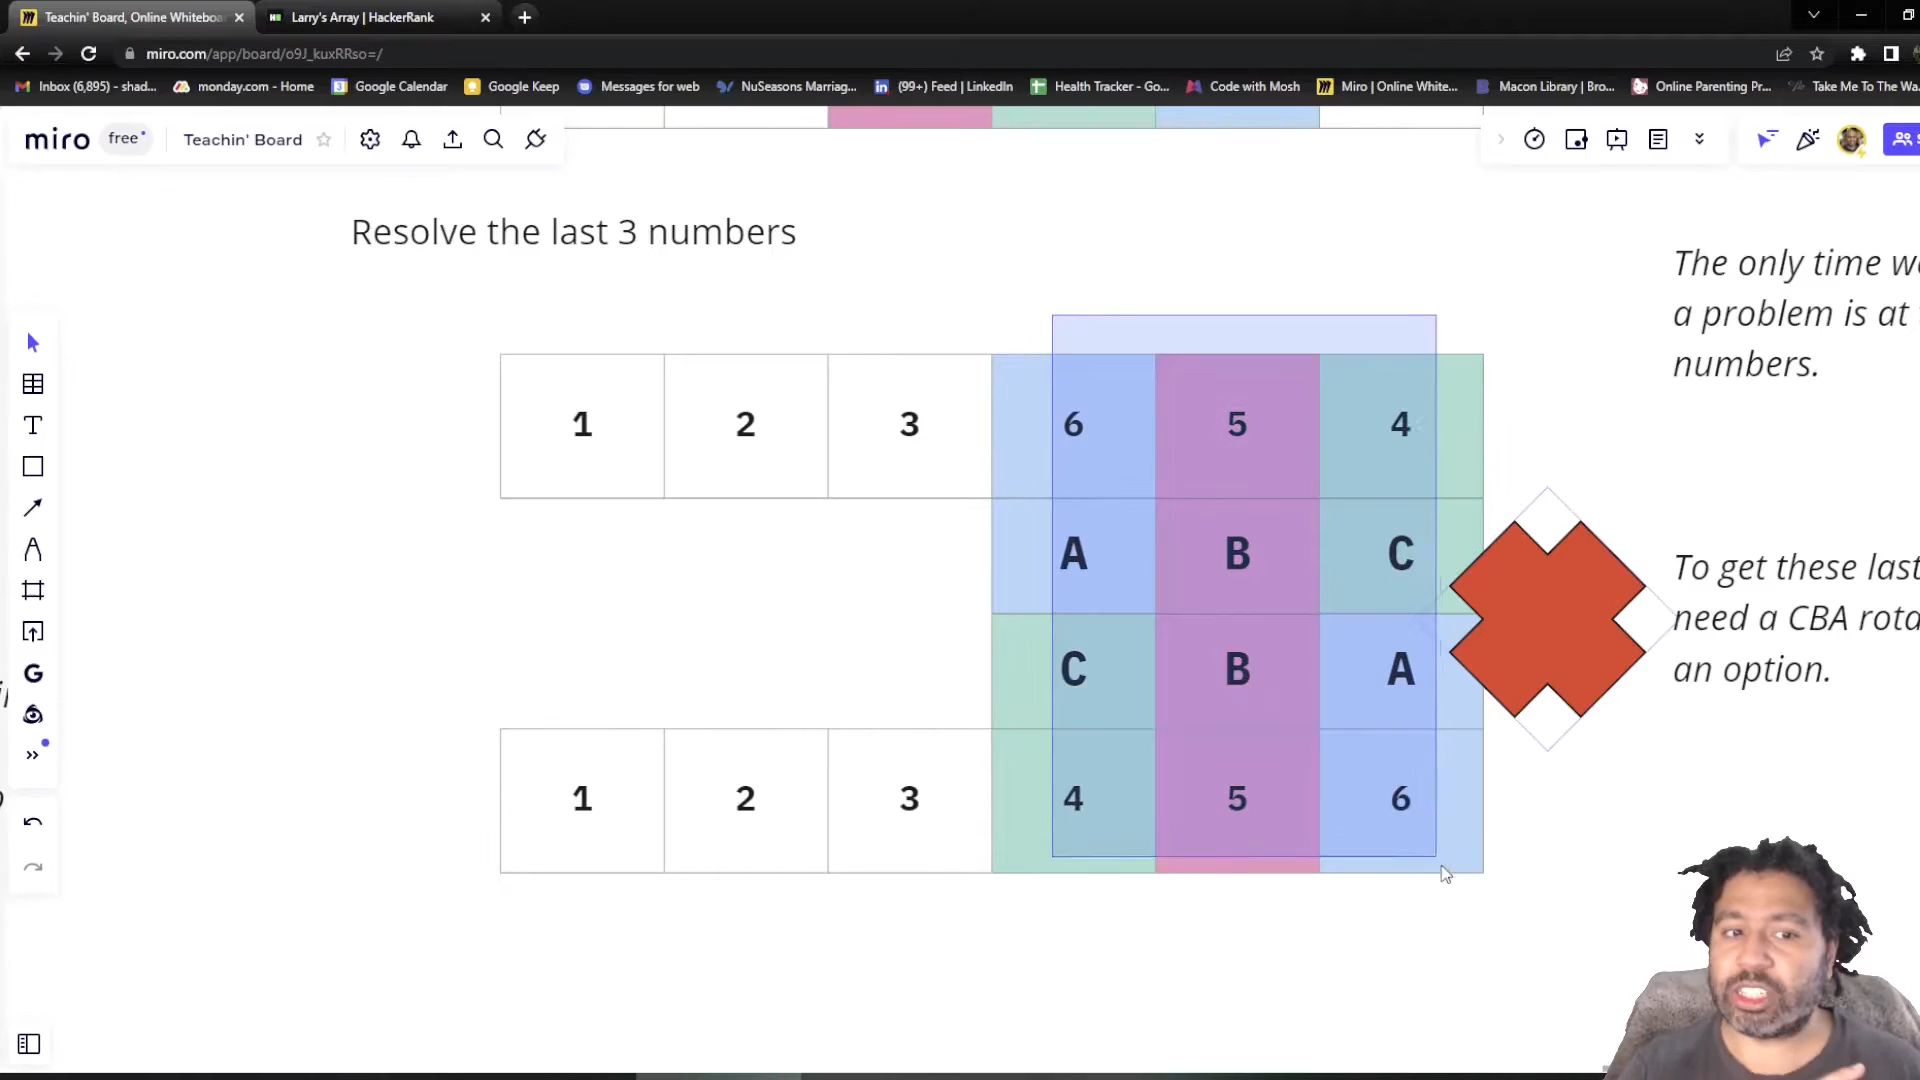 Teachin' Board, Online Whiteboa
Larry's Array | HackerRank
miro.com/app/board/o9J_kuxRRso=/
Inbox (6,895) - shad...
monday.com - Home
Google Calendar
Google Keep
Messages for web
NuSeasons Marriag...
(99+) Feed | LinkedIn
Health Tracker - Go...
Code with Mosh
Miro | Online White...
Macon Library | Bro...
Online Parenting Pr...
Take Me To The Wa
miro
free
Teachin' Board
Resolve the last 3 numbers
The only time w
a problem is at
numbers.
1 2 3 6 5 4
A B C
C B A
1 2 3 4 5 6
To get these last
need a CBA rota
an option.